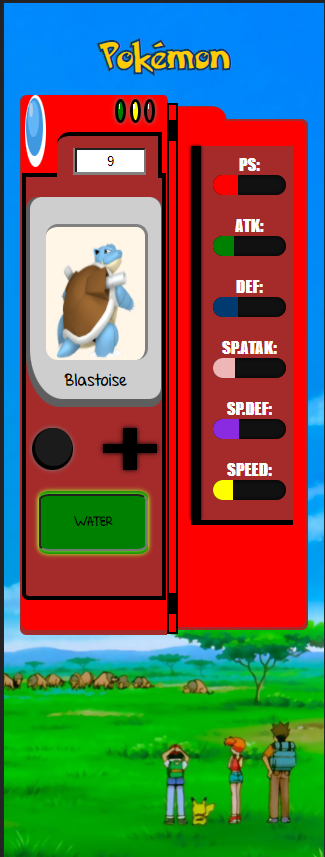 Pokémon
9
Blastoise
WATER
PS:
ATK:
DEF:
SP.ATAK:
SP.DEF:
SPEED: